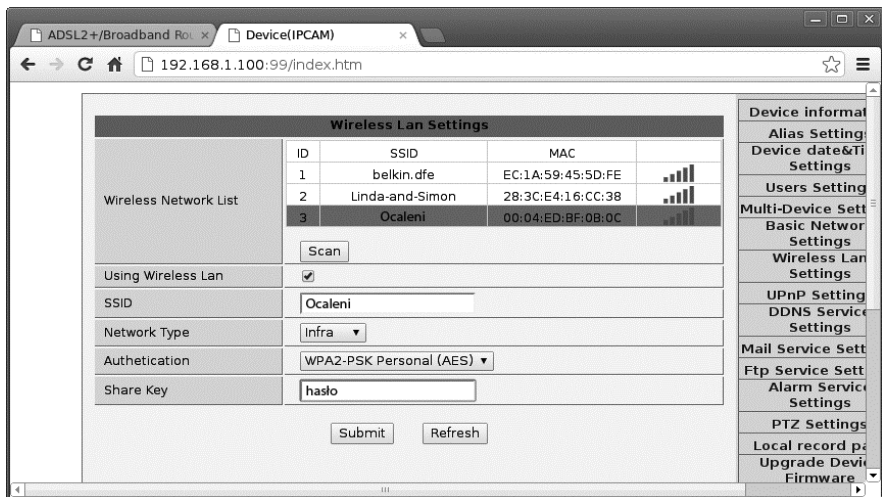 ADSL2+/Broadband Rou
Device(IPCAM)
192.168.1.100:99/index.htm
Wireless Lan Settings
Wireless Network List
ID SSID MAC
1 belkin.dfe EC:1A:59:45:5D:FE
2 Linda-and-Simon 28:3C:E4:16:CC:38
3 Ocaleni 00:04:ED:BF:0B:0C
Scan
Using Wireless Lan
SSID Ocaleni
Network Type Infra
Authetication WPA2-PSK Personal (AES)
Share Key hasło
Submit Refresh
Device informat
Alias Setting
Device date&Ti
Settings
Users Setting
Multi-Device Sett
Basic Networ
Settings
Wireless Lan
Settings
UPnP Setting
DDNS Service
Settings
Mail Service Sett
Ftp Service Sett
Alarm Service
Settings
PTZ Settings
Local record pa
Upgrade Devi
Firmware